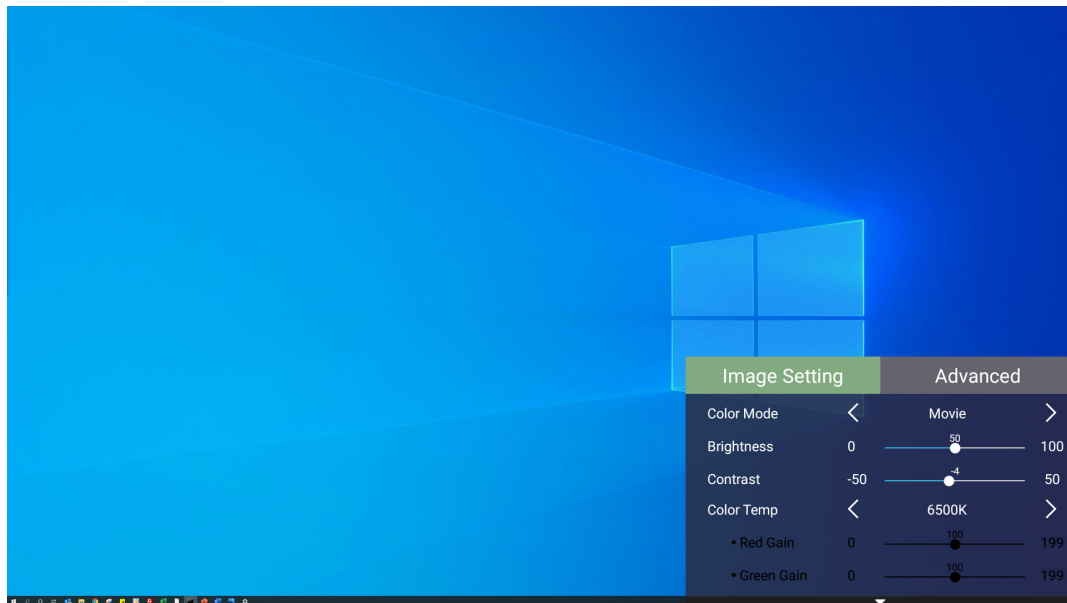 Image Setting Advanced
Color Mode Movie
Brightness 0 50 100
Contrast -50 -4 50
Color Temp 6500K
• Red Gain 0 100 199
• Green Gain 0 100 199